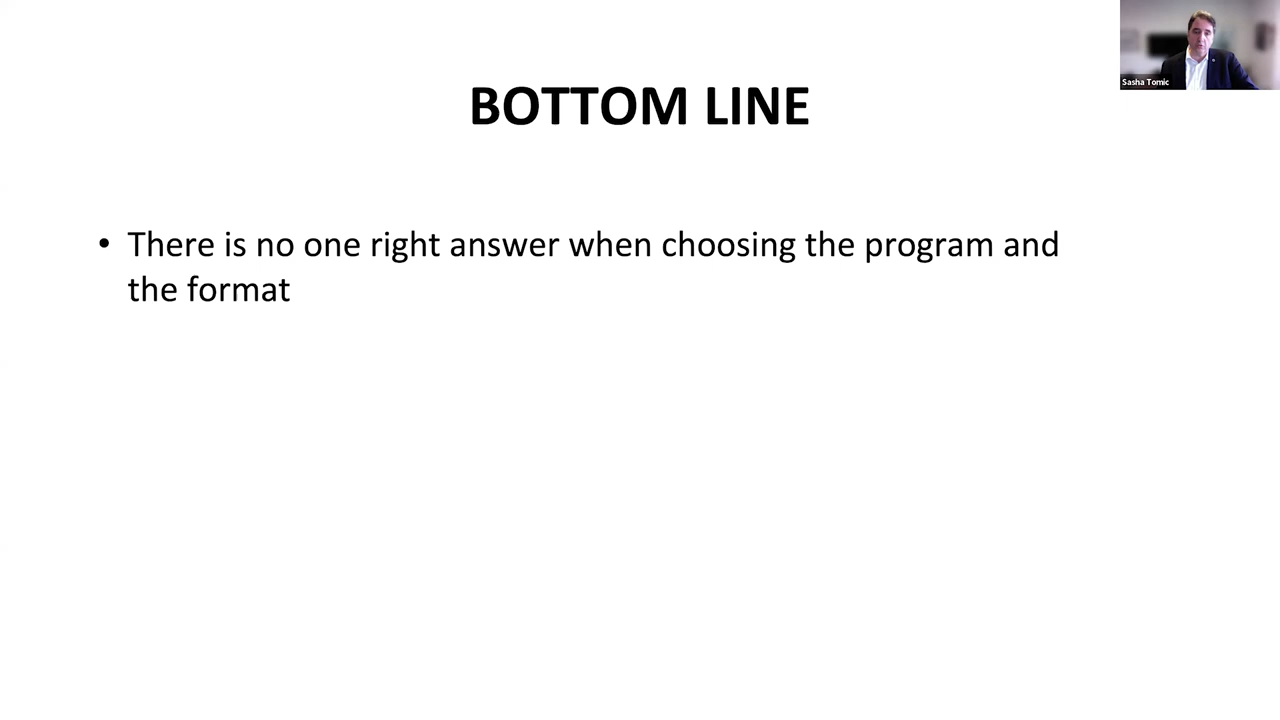 Sasha Tomic
BOTTOM LINE
• There is no one right answer when choosing the program and
the format